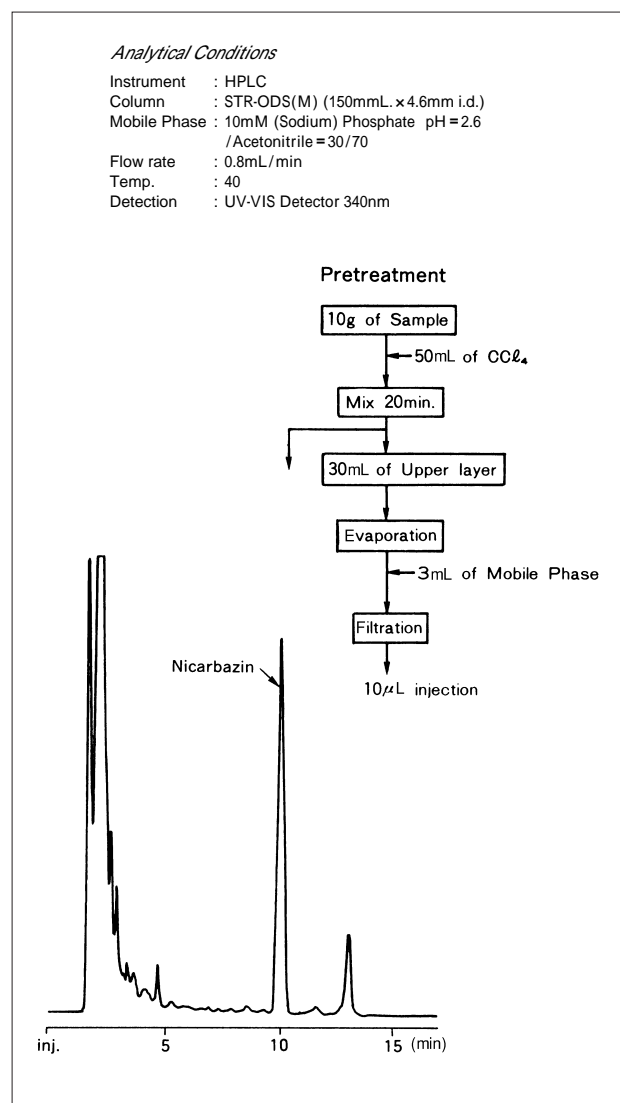 Analytical Conditions
Instrument : HPLC
Column : STR-ODS(M) (150mmL. × 4.6mm i.d.)
Mobile Phase : 10mM (Sodium) Phosphate pH = 2.6
/Acetonitrile = 30/70
Flow rate : 0.8mL/min
Temp. : 40
Detection : UV-VIS Detector 340nm
Pretreatment
10g of Sample
50mL of CCℓ₄
Mix 20min.
30mL of Upper layer
Evaporation
3mL of Mobile Phase
Filtration
10μL injection
Nicarbazin
inj. 5 10 15 (min)